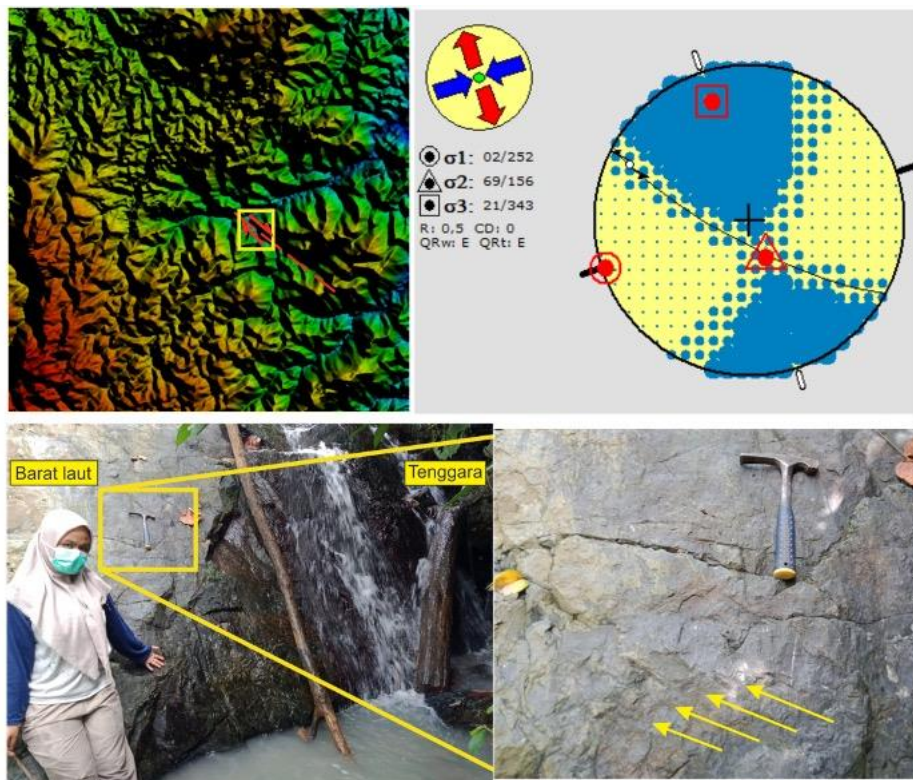 σ1: 02/252
σ2: 69/156
σ3: 21/343
R: 0,5 CD: 0
QRw: E QRt: E
Barat laut
Tenggara